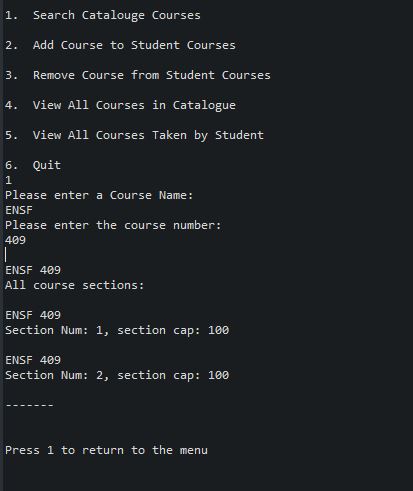 1.  Search Catalouge Courses
2.  Add Course to Student Courses
3.  Remove Course from Student Courses
4.  View All Courses in Catalogue
5.  View All Courses Taken by Student
6.  Quit
1
Please enter a Course Name:
ENSF
Please enter the course number:
409
ENSF 409
All course sections:
ENSF 409
Section Num: 1, section cap: 100
ENSF 409
Section Num: 2, section cap: 100
-------
Press 1 to return to the menu